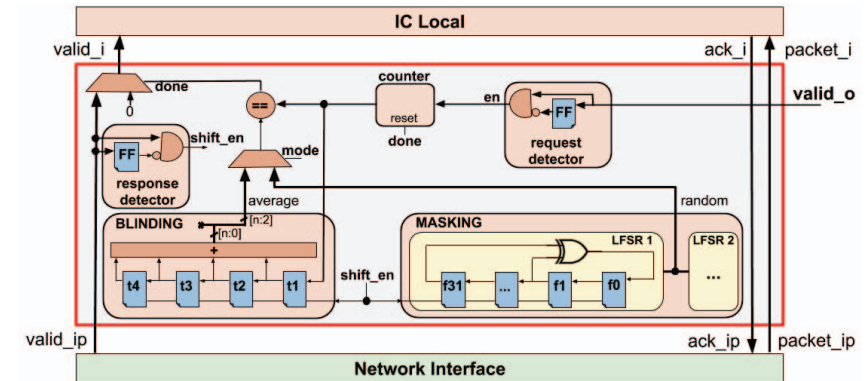 IC Local
valid_i
ack_i
packet_i
done
0
==
counter
reset
done
en
FF
request
detector
valid_o
FF
shift_en
response
detector
mode
average
random
BLINDING
[n:2]
[n:0]
+
t4
t3
t2
t1
shift_en
MASKING
LFSR 1
LFSR 2
f31
...
f1
f0
...
valid_ip
ack_ip
packet_ip
Network Interface